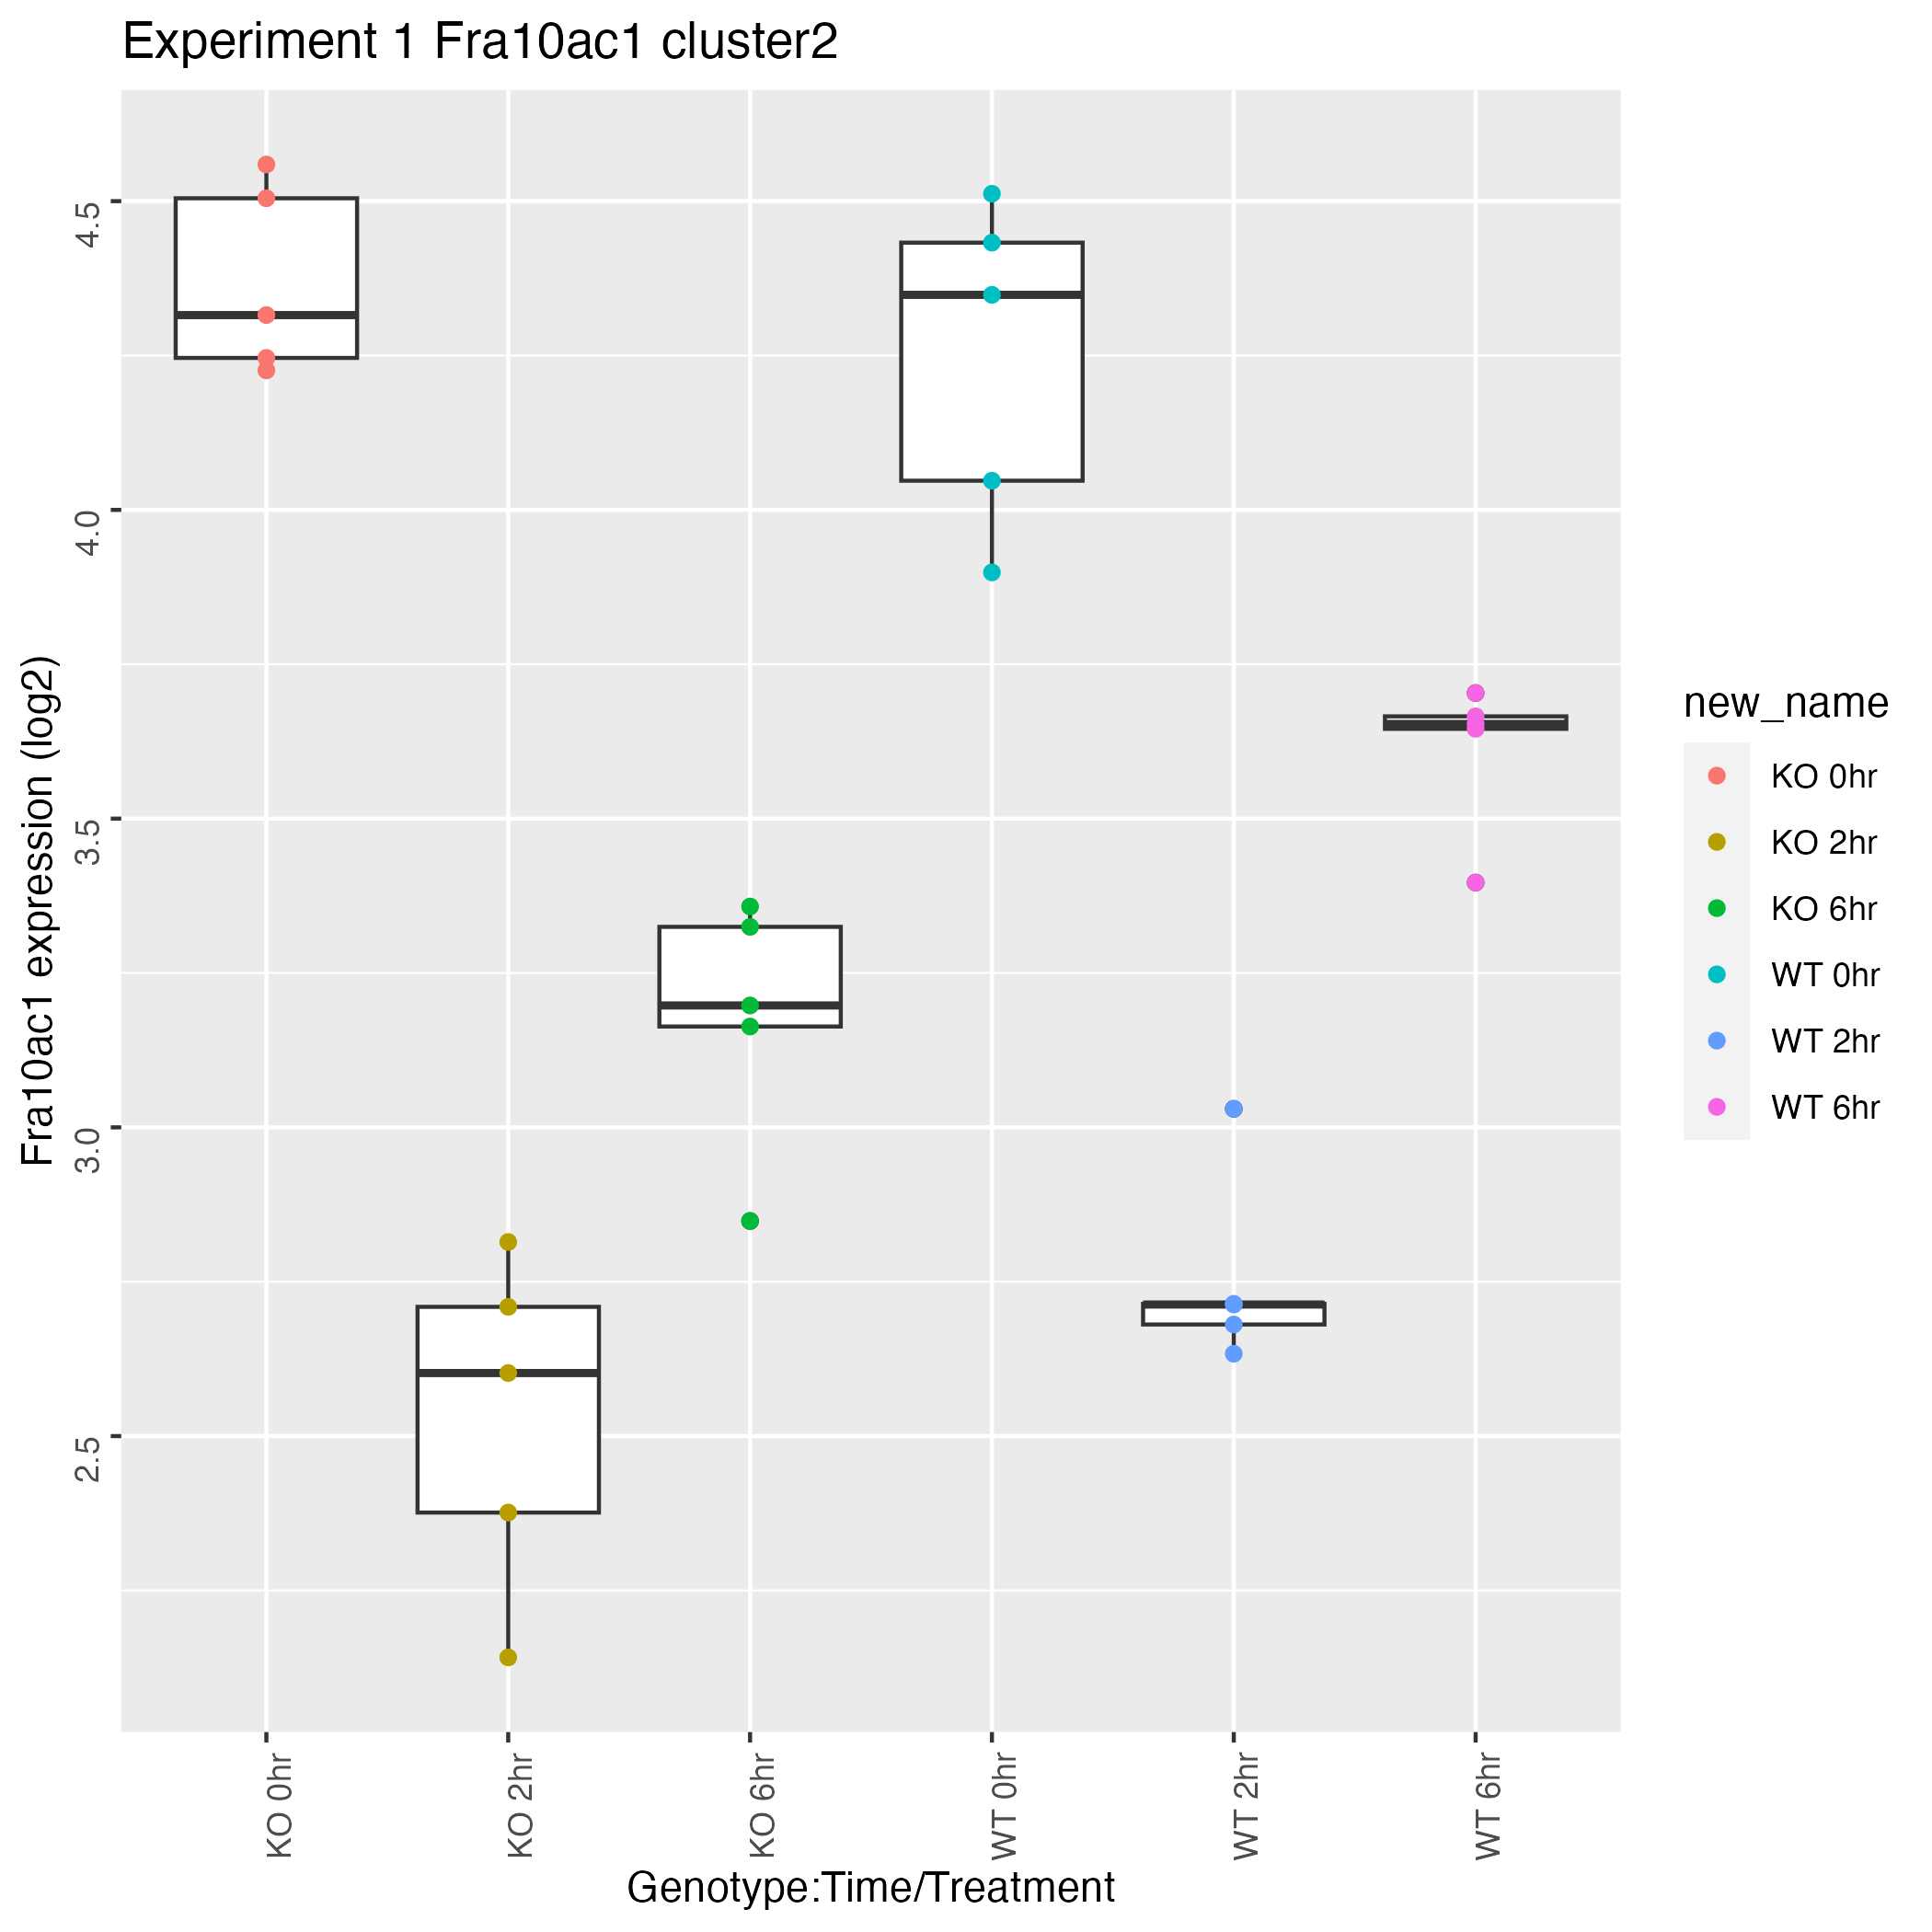 Experiment 1 Fra10ac1 cluster2
Fra10ac1 expression (log2)
4.5
4.0
3.5
3.0
2.5
KO 0hr
KO 2hr
KO 6hr
WT 0hr
WT 2hr
WT 6hr
Genotype:Time/Treatment
new_name
KO 0hr
KO 2hr
KO 6hr
WT 0hr
WT 2hr
WT 6hr